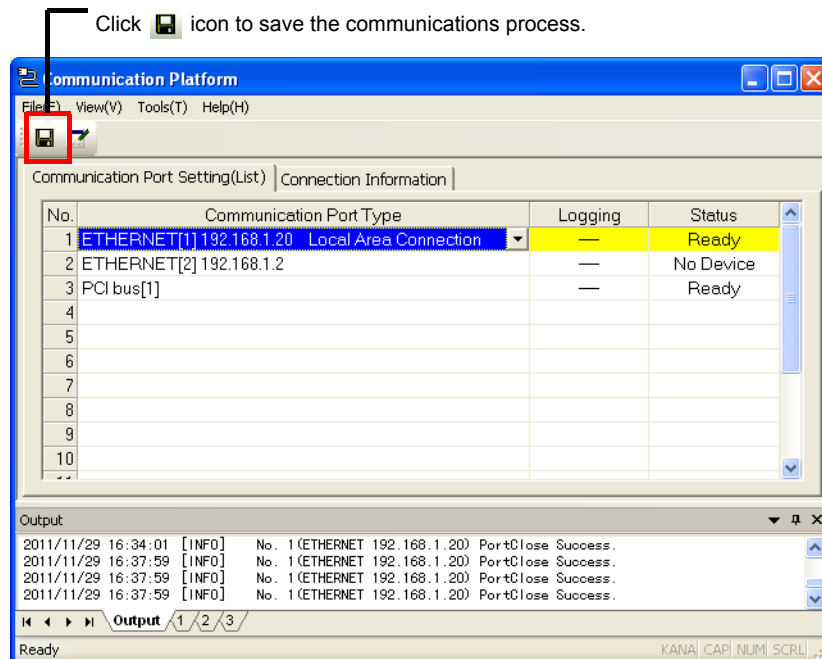 Click icon to save the communications process.
Communication Platform
File(F) View(V) Tools(T) Help(H)
Communication Port Setting(List) Connection Information
No. Communication Port Type Logging Status
1 ETHERNET[1] 192.168.1.20 Local Area Connection — Ready
2 ETHERNET[2] 192.168.1.2 — No Device
3 PCI bus[1] — Ready
4
5
6
7
8
9
10
Output
2011/11/29 16:34:01 [INFO] No. 1(ETHERNET 192.168.1.20) PortClose Success.
2011/11/29 16:37:59 [INFO] No. 1(ETHERNET 192.168.1.20) PortClose Success.
2011/11/29 16:37:59 [INFO] No. 1(ETHERNET 192.168.1.20) PortClose Success.
2011/11/29 16:37:59 [INFO] No. 1(ETHERNET 192.168.1.20) PortClose Success.
Output 1 2 3
Ready KANA CAP NUM SCRL